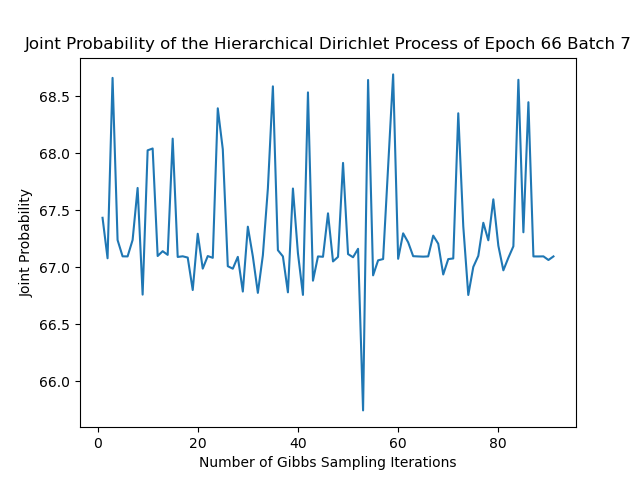 Joint Probability of the Hierarchical Dirichlet Process of Epoch 66 Batch 7
68.5
68.0
67.5
67.0
66.5
66.0
Joint Probability
0 20 40 60 80
Number of Gibbs Sampling Iterations